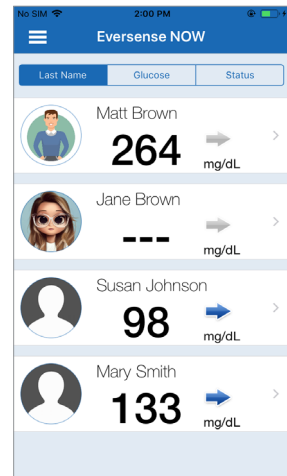 No SIM 2:00 PM
Eversense NOW
Last Name Glucose Status
Matt Brown
264 mg/dL
Jane Brown
--- mg/dL
Susan Johnson
98 mg/dL
Mary Smith
133 mg/dL